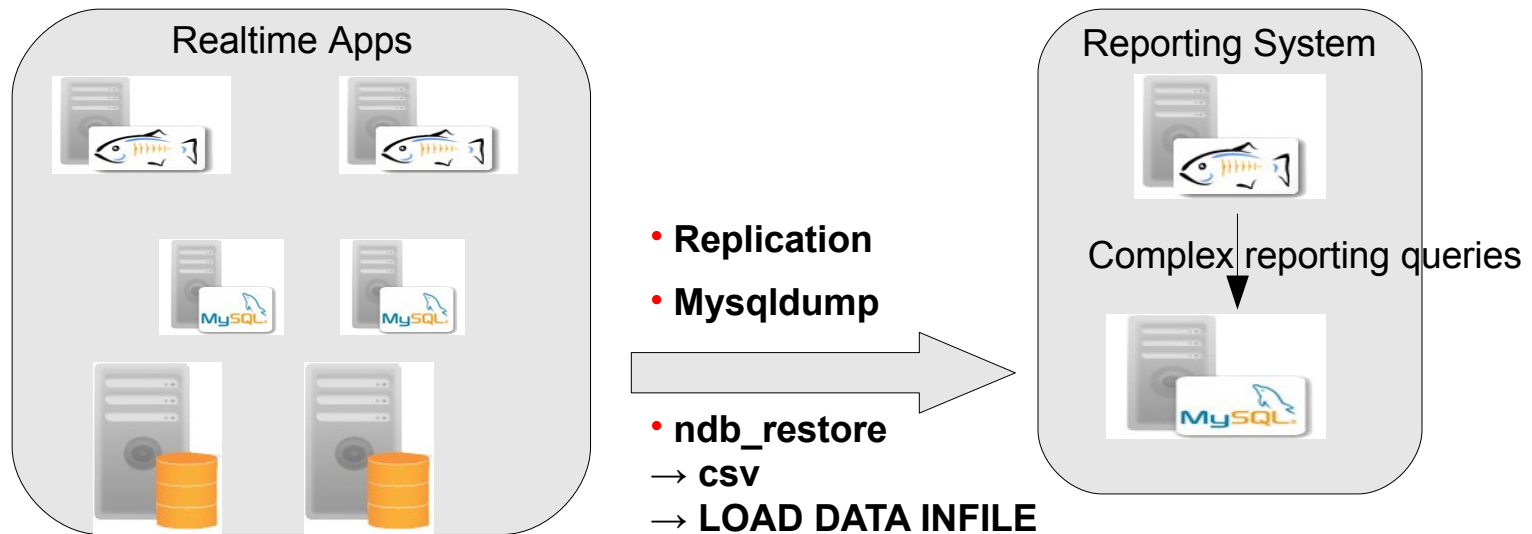 Realtime Apps
MySQL
MySQL
• Replication
• Mysqldump
• ndb_restore
→ csv
→ LOAD DATA INFILE
Reporting System
Complex reporting queries
MySQL